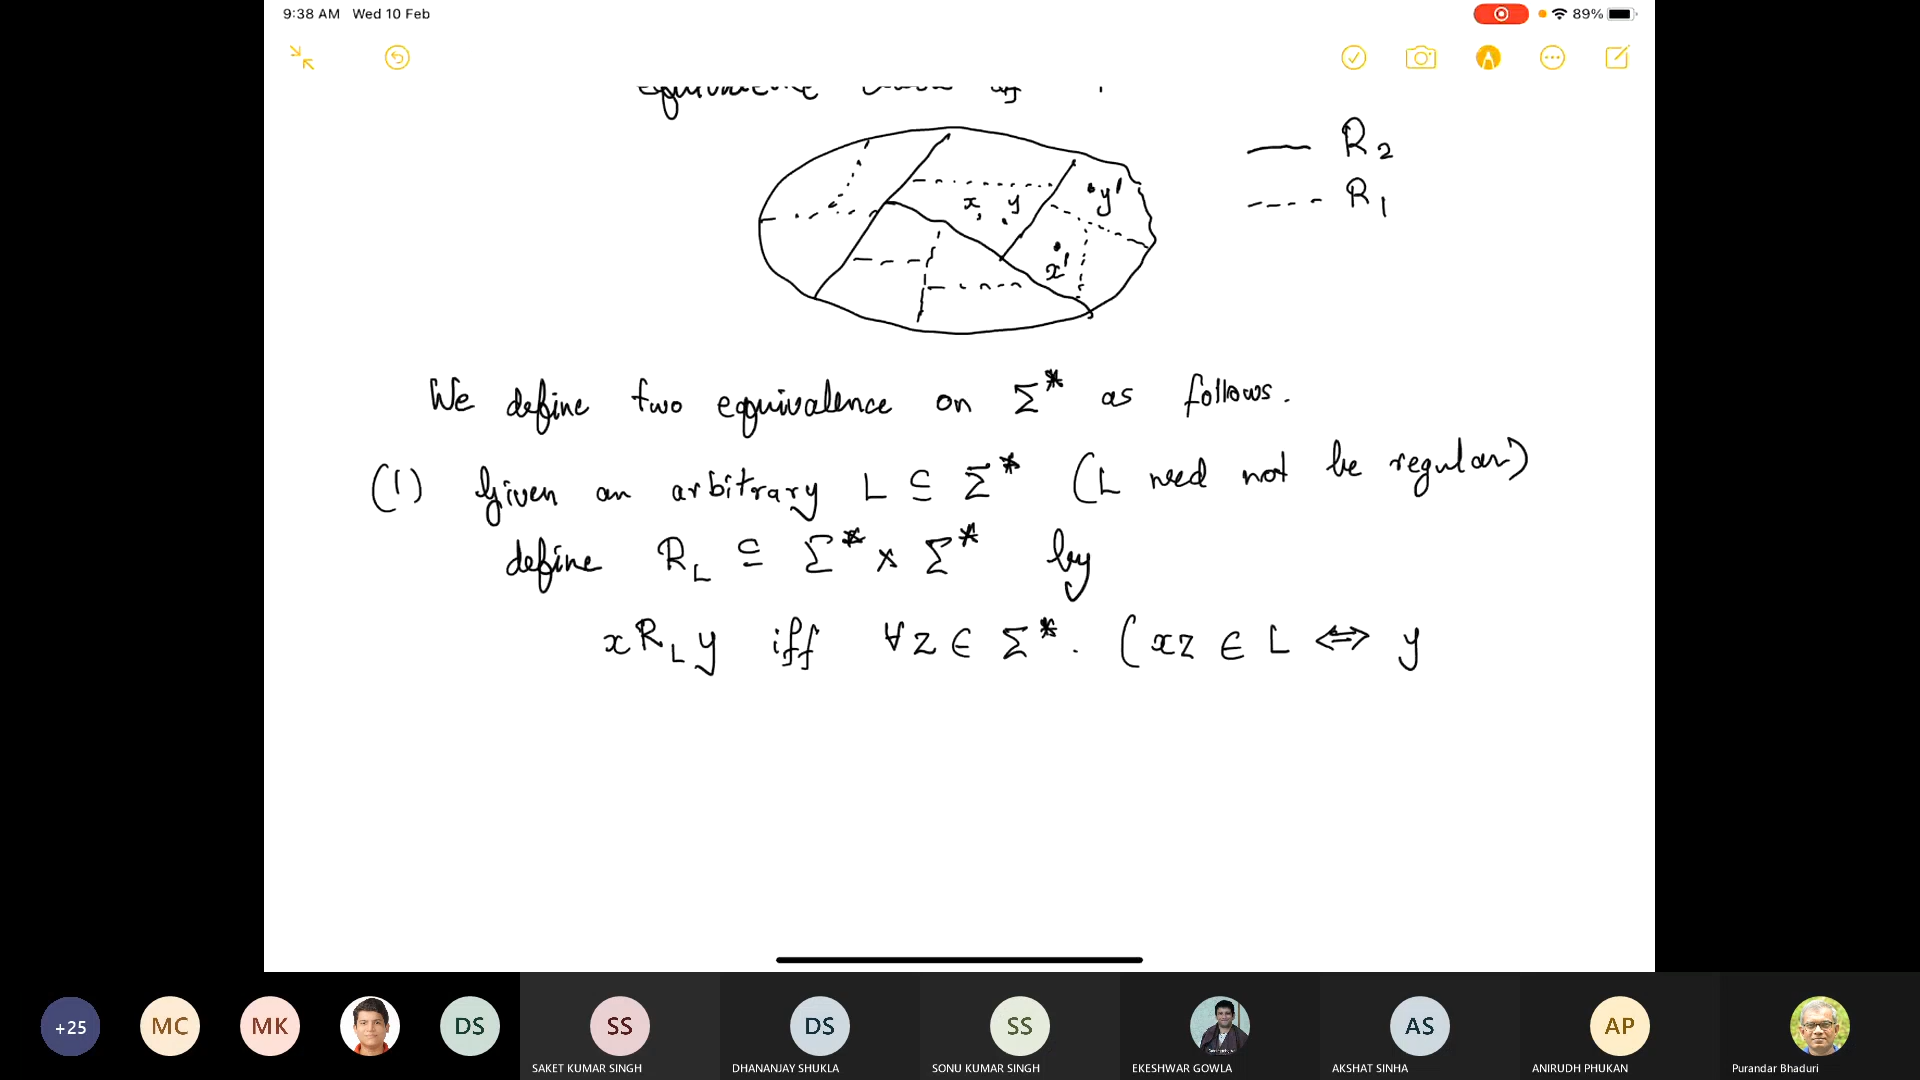 9:38 AM Wed 10 Feb 89%
R₂
x, y y'
R₁
x'
We define two equivalence on Σ* as follows.
(1) Given an arbitrary L ⊆ Σ* (L need not be regular)
define R_L ⊆ Σ* × Σ* by
x R_L y iff ∀z ∈ Σ*. (xz ∈ L ⟺ y
+25 MC MK DS SS DS SS AS AP
SAKET KUMAR SINGH DHANANJAY SHUKLA SONU KUMAR SINGH EKESHWAR GOWLA AKSHAT SINHA ANIRUDH PHUKAN Purandar Bhaduri